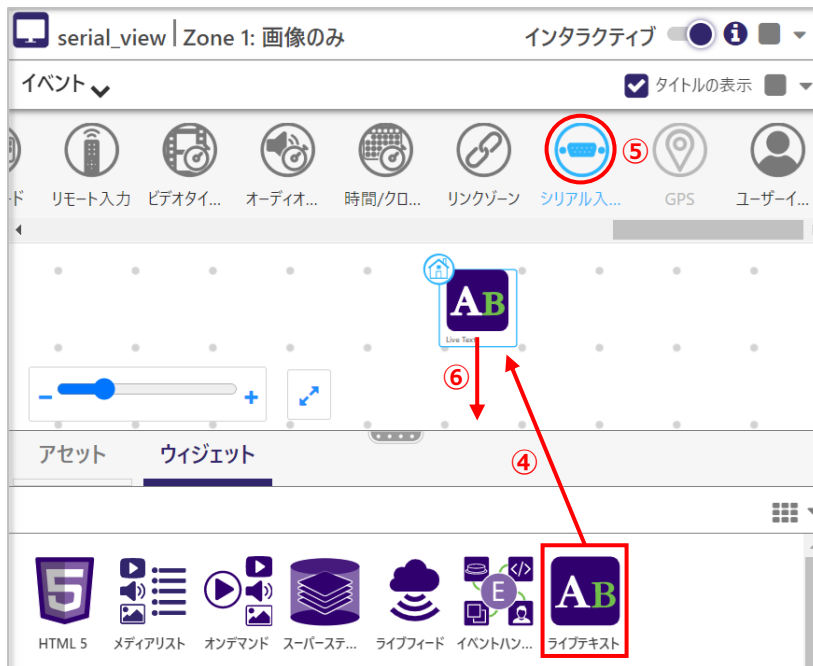 serial_view Zone 1: 画像のみ インタラクティブ
イベント タイトルの表示
ド リモート入力 ビデオタイ... オーディオ... 時間/クロ... リンクゾーン シリアル入... ⑤ GPS ユーザーイ...
AB
Live Text
⑥
アセット ウィジェット
④
5 E AB
HTML 5 メディアリスト オンデマンド スーパーステ... ライブフィード イベントハン... ライブテキスト